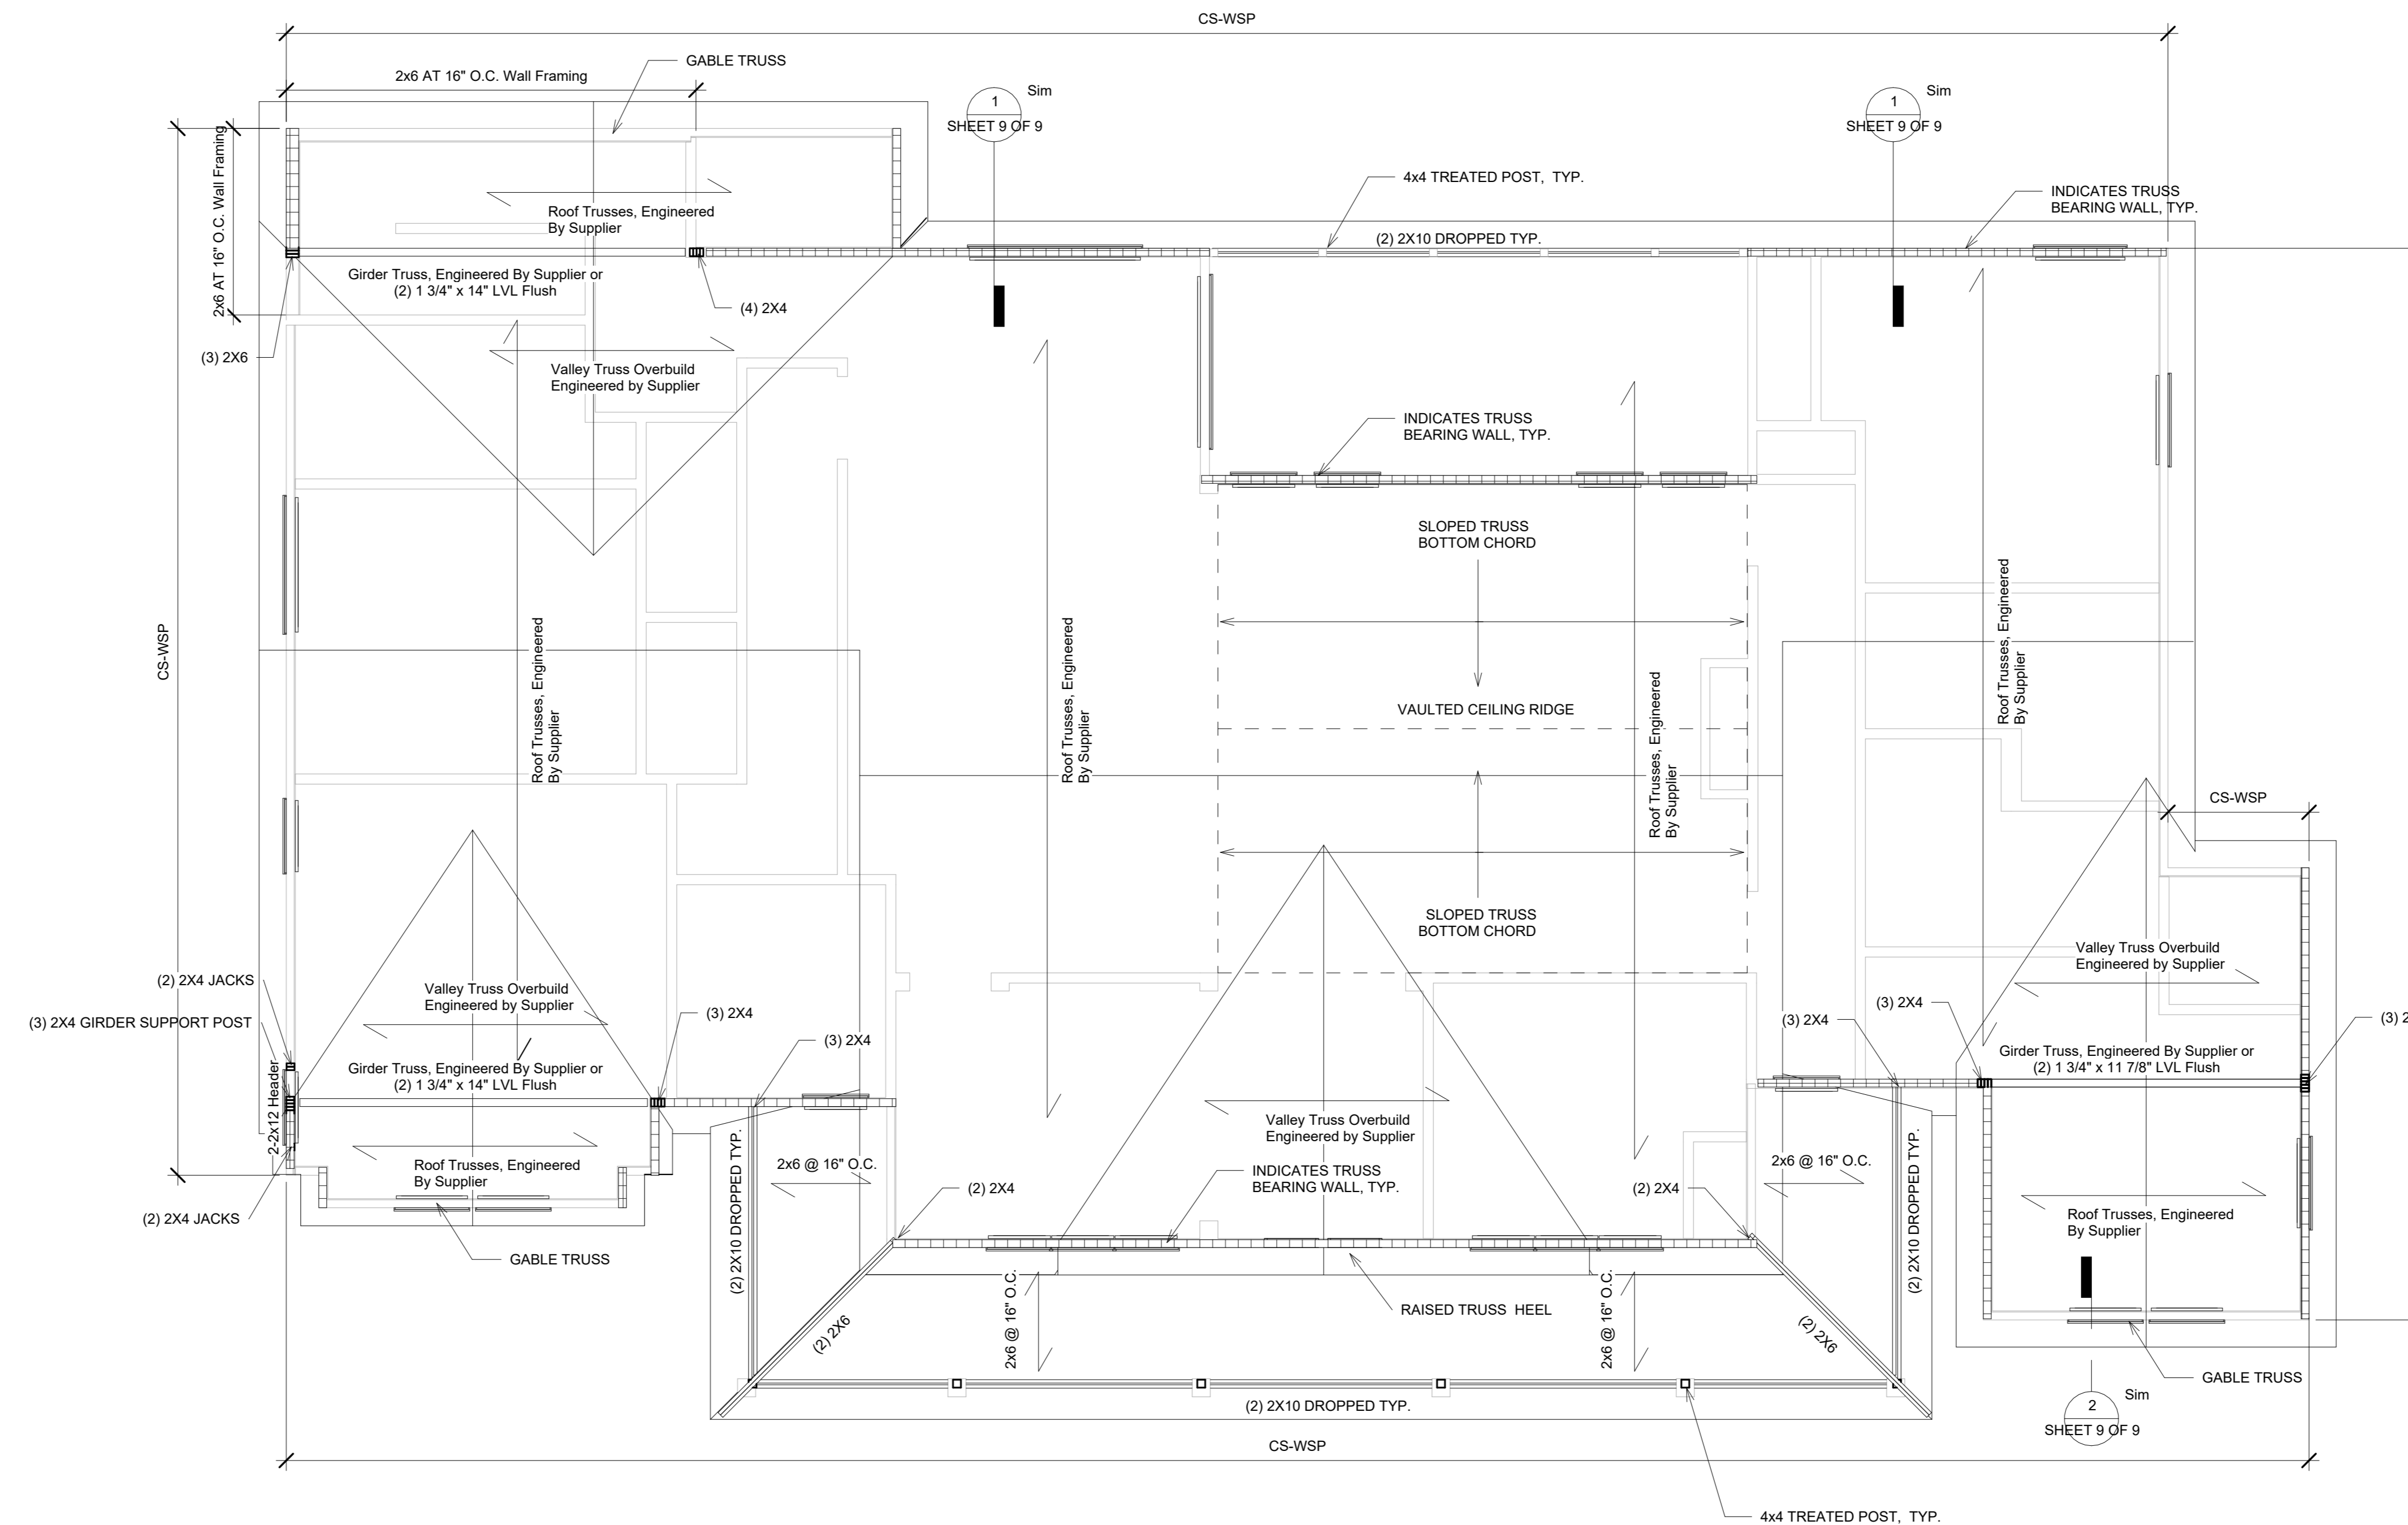 CS-WSP
GABLE TRUSS
2x6 AT 16" O.C. Wall Framing
1
Sim
SHEET 9 OF 9
1
Sim
SHEET 9 OF 9
2x6 AT 16" O.C. Wall Framing
4x4 TREATED POST, TYP.
INDICATES TRUSS
BEARING WALL, TYP.
Roof Trusses, Engineered
By Supplier
(2) 2X10 DROPPED TYP.
Girder Truss, Engineered By Supplier or
(2) 1 3/4" x 14" LVL Flush
(4) 2X4
(3) 2X6
Valley Truss Overbuild
Engineered by Supplier
INDICATES TRUSS
BEARING WALL, TYP.
SLOPED TRUSS
BOTTOM CHORD
CS-WSP
Roof Trusses, Engineered
By Supplier
Roof Trusses, Engineered
By Supplier
VAULTED CEILING RIDGE
Roof Trusses, Engineered
By Supplier
Roof Trusses, Engineered
By Supplier
CS-WSP
SLOPED TRUSS
BOTTOM CHORD
(2) 2X4 JACKS
(3) 2X4 GIRDER SUPPORT POST
Valley Truss Overbuild
Engineered by Supplier
(3) 2X4
(3) 2X4
(3) 2X4
(3) 2X4
Valley Truss Overbuild
Engineered by Supplier
(3) 2
Girder Truss, Engineered By Supplier or
(2) 1 3/4" x 14" LVL Flush
Girder Truss, Engineered By Supplier or
(2) 1 3/4" x 11 7/8" LVL Flush
2-2x12 Header
Valley Truss Overbuild
Engineered by Supplier
Roof Trusses, Engineered
By Supplier
2x6 @ 16" O.C.
(2) 2X10 DROPPED TYP.
INDICATES TRUSS
BEARING WALL, TYP.
(2) 2X4
(2) 2X4
2x6 @ 16" O.C.
(2) 2X10 DROPPED TYP.
(2) 2X4 JACKS
GABLE TRUSS
Roof Trusses, Engineered
By Supplier
(2) 2X6
2x6 @ 16" O.C.
RAISED TRUSS HEEL
2x6 @ 16" O.C.
(2) 2X6
(2) 2X10 DROPPED TYP.
GABLE TRUSS
2
Sim
SHEET 9 OF 9
CS-WSP
4x4 TREATED POST, TYP.